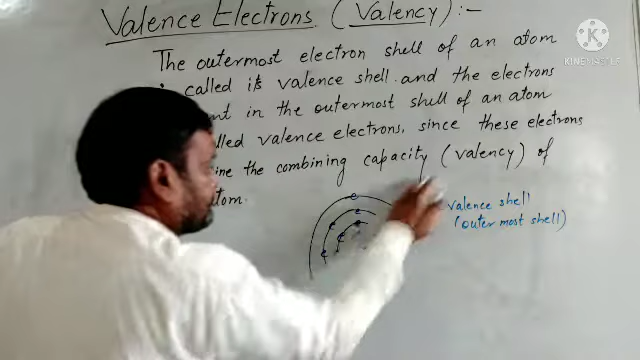 Valence Electrons (Valency) :-
The outermost electron shell of an atom
called its valence shell and the electrons
in the outermost shell of an atom
valence electrons, since these electrons
the combining capacity (valency) of
valence shell
(outer most shell)
KINEMASTER